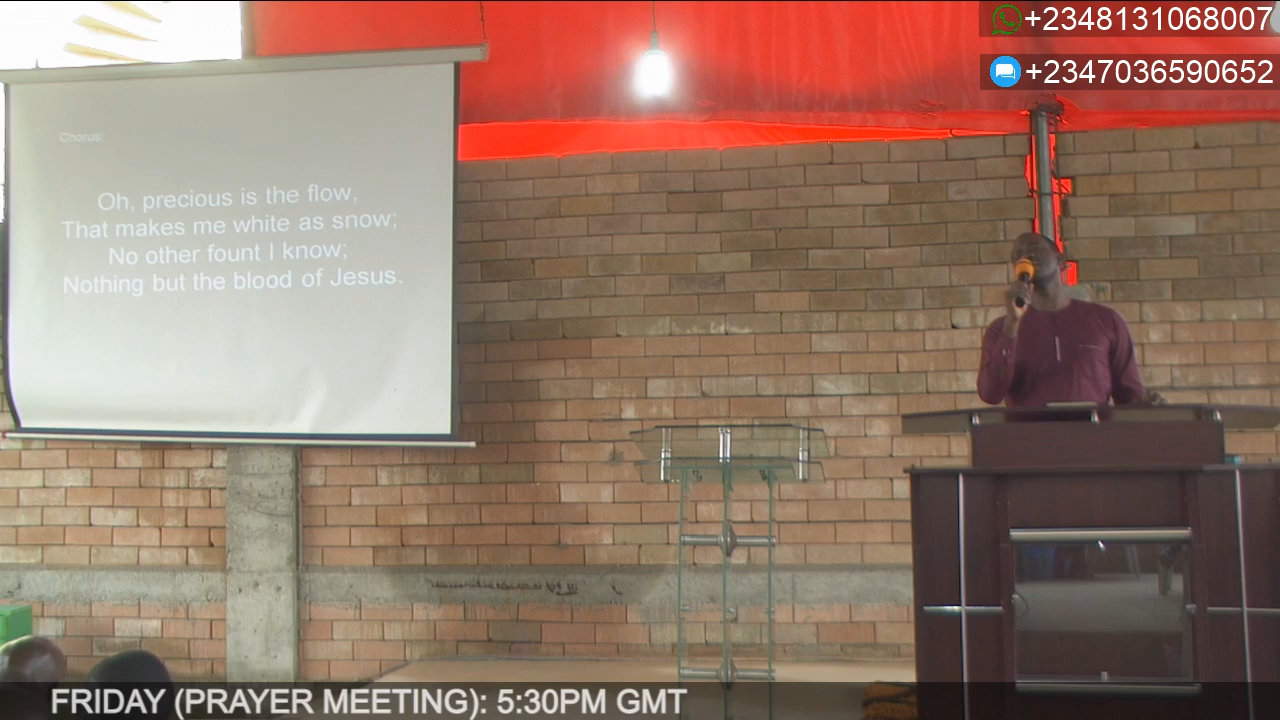 +2348131068007
+2347036590652
Chorus:
Oh, precious is the flow,
That makes me white as snow;
No other fount I know;
Nothing but the blood of Jesus.
FRIDAY (PRAYER MEETING): 5:30PM GMT